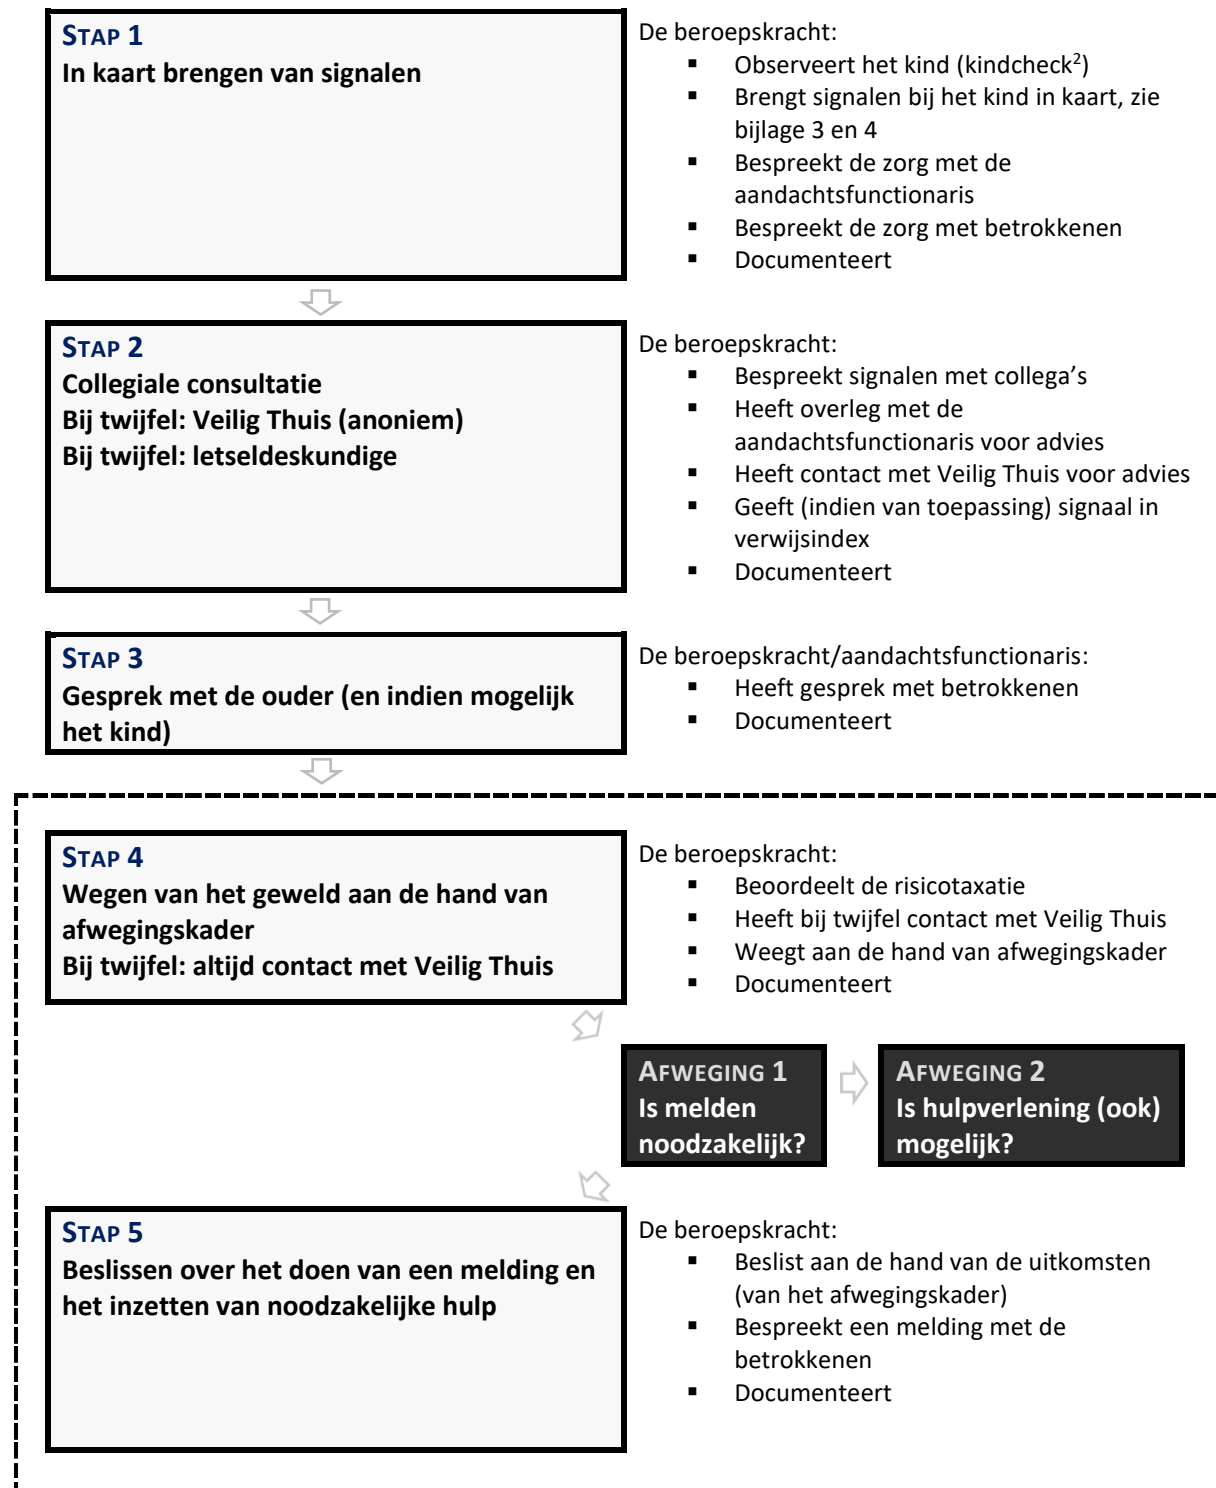 STAP 1
In kaart brengen van signalen
De beroepskracht:
▪ Observeert het kind (kindcheck²)
▪ Brengt signalen bij het kind in kaart, zie
bijlage 3 en 4
▪ Bespreekt de zorg met de
aandachtsfunctionaris
▪ Bespreekt de zorg met betrokkenen
▪ Documenteert
STAP 2
Collegiale consultatie
Bij twijfel: Veilig Thuis (anoniem)
Bij twijfel: letseldeskundige
De beroepskracht:
▪ Bespreekt signalen met collega’s
▪ Heeft overleg met de
aandachtsfunctionaris voor advies
▪ Heeft contact met Veilig Thuis voor advies
▪ Geeft (indien van toepassing) signaal in
verwijsindex
▪ Documenteert
STAP 3
Gesprek met de ouder (en indien mogelijk
het kind)
De beroepskracht/aandachtsfunctionaris:
▪ Heeft gesprek met betrokkenen
▪ Documenteert
STAP 4
Wegen van het geweld aan de hand van
afwegingskader
Bij twijfel: altijd contact met Veilig Thuis
De beroepskracht:
▪ Beoordeelt de risicotaxatie
▪ Heeft bij twijfel contact met Veilig Thuis
▪ Weegt aan de hand van afwegingskader
▪ Documenteert
AFWEGING 1
Is melden
noodzakelijk?
AFWEGING 2
Is hulpverlening (ook)
mogelijk?
STAP 5
Beslissen over het doen van een melding en
het inzetten van noodzakelijke hulp
De beroepskracht:
▪ Beslist aan de hand van de uitkomsten
(van het afwegingskader)
▪ Bespreekt een melding met de
betrokkenen
▪ Documenteert